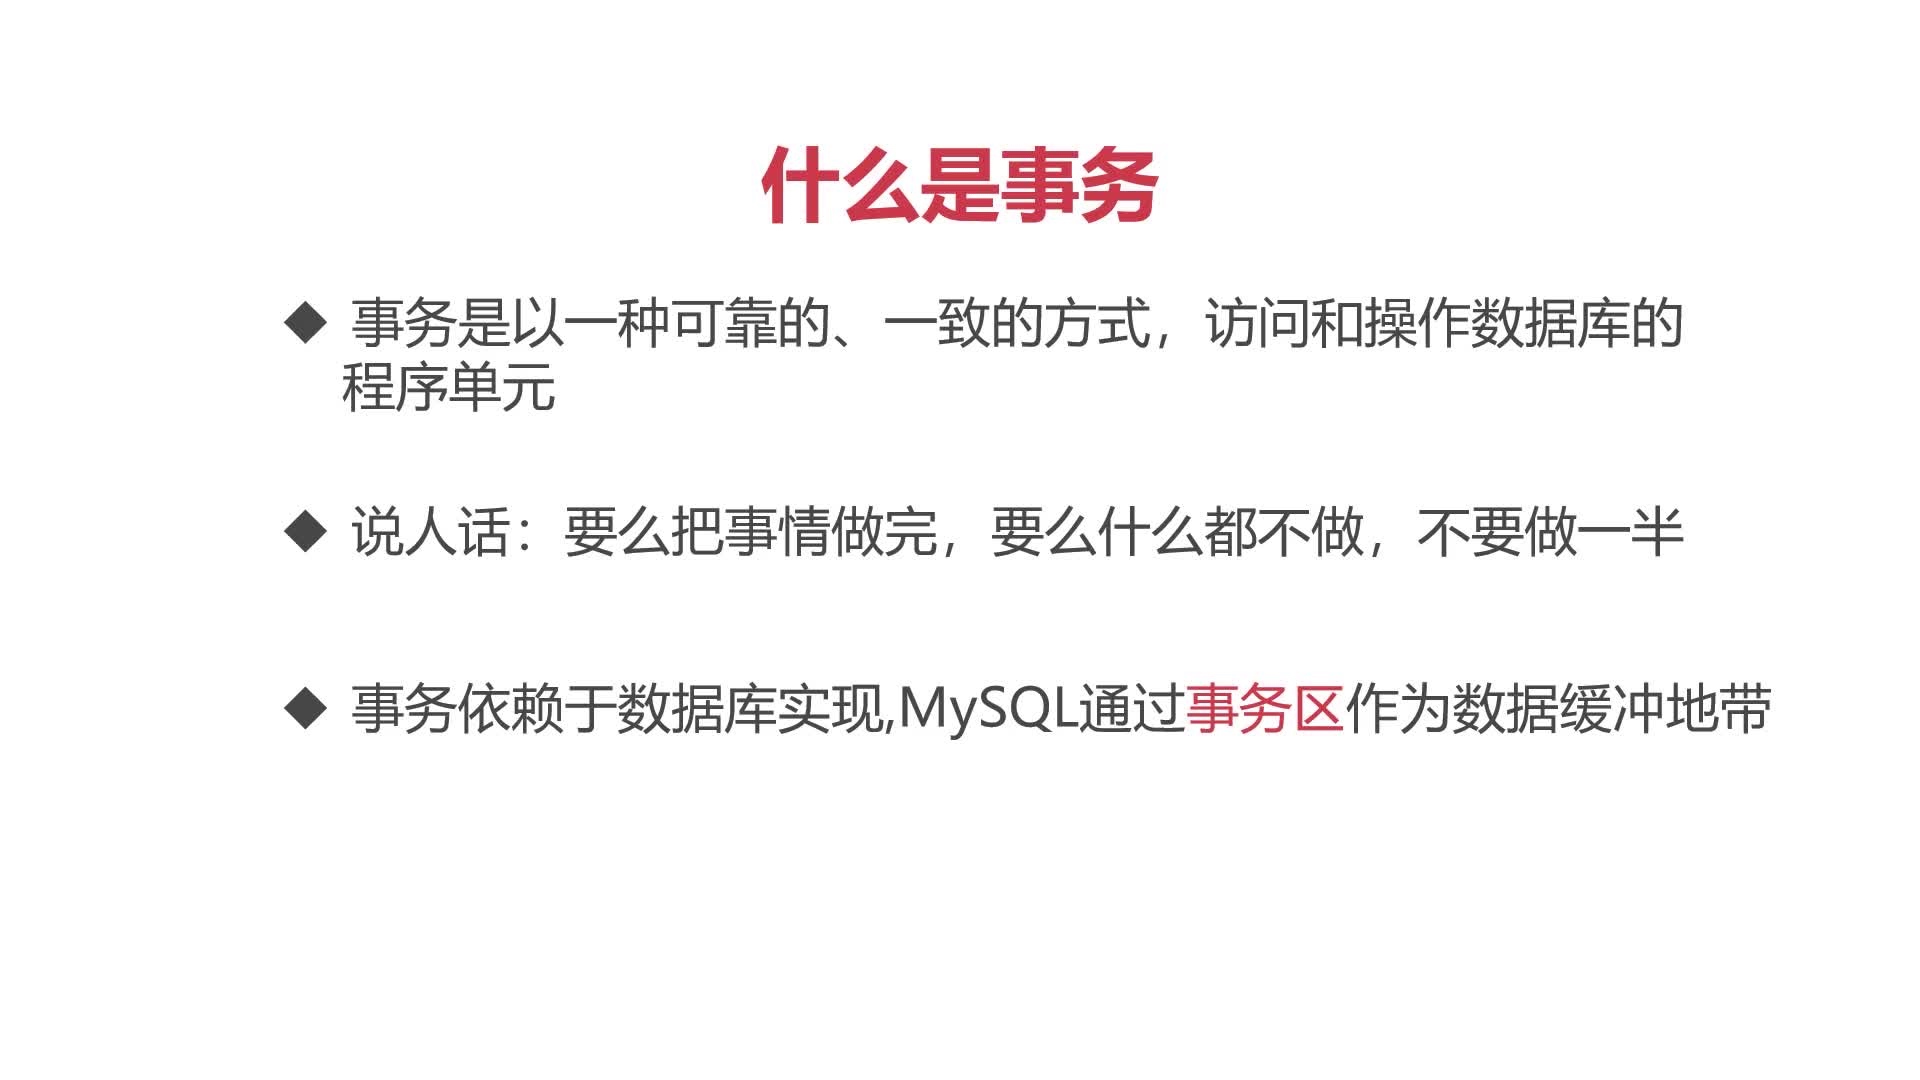 什么是事务
◆ 事务是以一种可靠的、一致的方式，访问和操作数据库的
程序单元
◆ 说人话：要么把事情做完，要么什么都不做，不要做一半
◆ 事务依赖于数据库实现,MySQL通过事务区作为数据缓冲地带